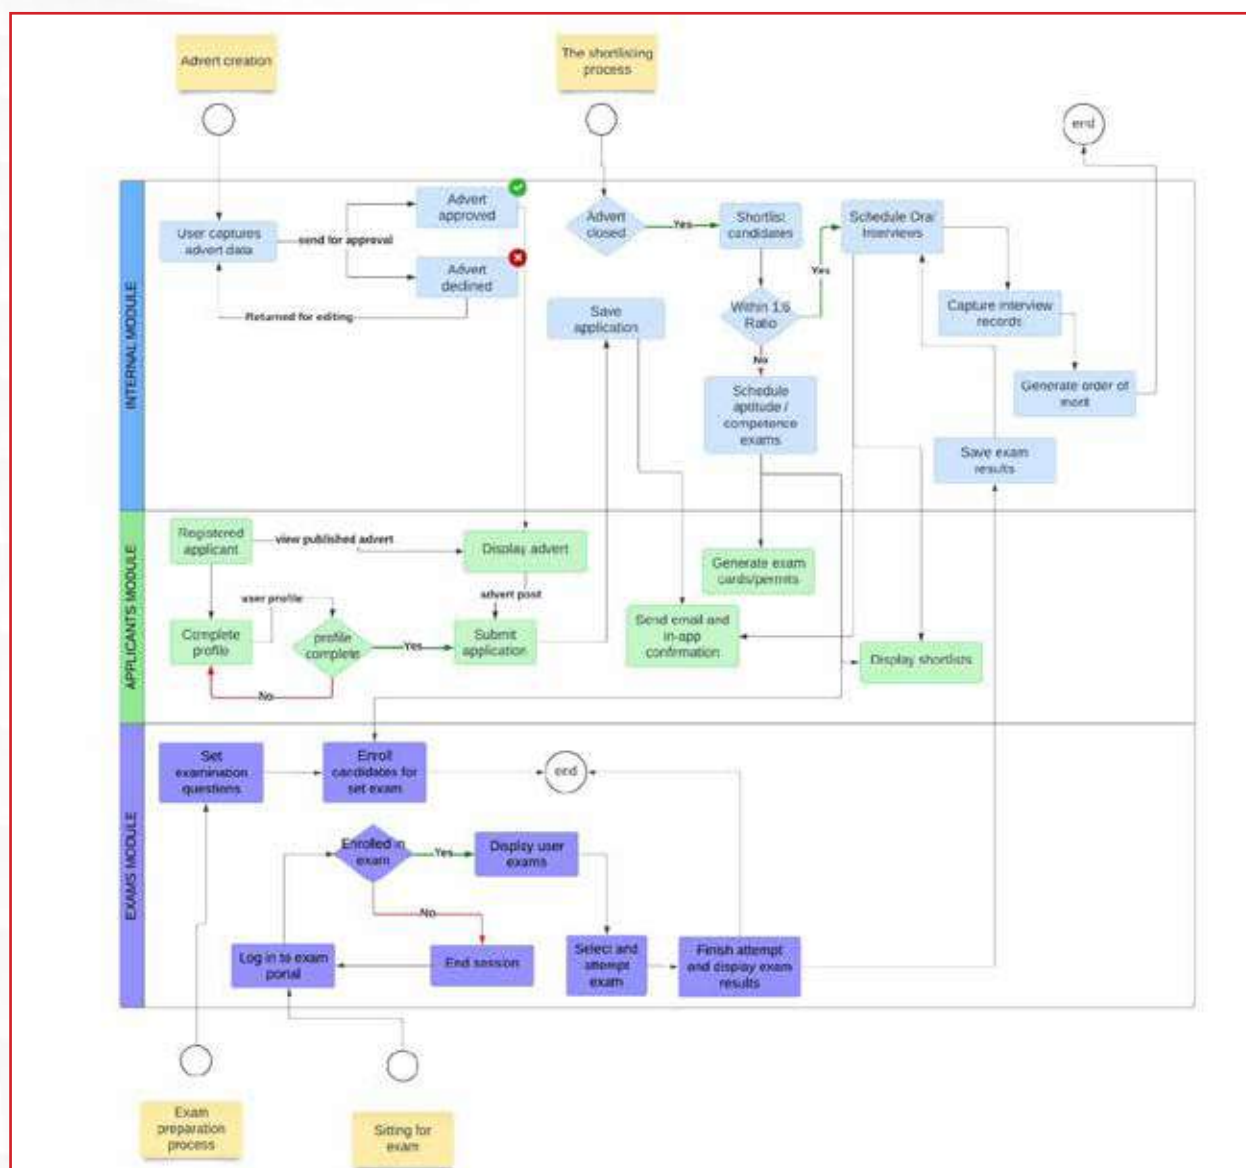 Advert creation
The shortlisting
process
end
INTERNAL MODULE
User captures
advert data
send for approval
Advert
approved
Advert
declined
Returned for editing
Advert
closed
Yes
Shortlist
candidates
Within 1:6
Ratio
Yes
No
Schedule
aptitude /
competence
exams
Schedule Oral
Interviews
Capture interview
records
Generate order of
merit
Save
application
Save exam
results
APPLICANTS MODULE
Registered
applicant
view published advert
Display advert
advert post
user profile
Complete
profile
profile
complete
Yes
No
Submit
application
Generate exam
cards/permits
Send email and
in-app
confirmation
Display shortlists
EXAMS MODULE
Set
examination
questions
Enroll
candidates for
set exam
end
Enrolled in
exam
Yes
Display user
exams
No
Log in to exam
portal
End session
Select and
attempt
exam
Finish attempt
and display exam
results
Exam
preparation
process
Sitting for
exam